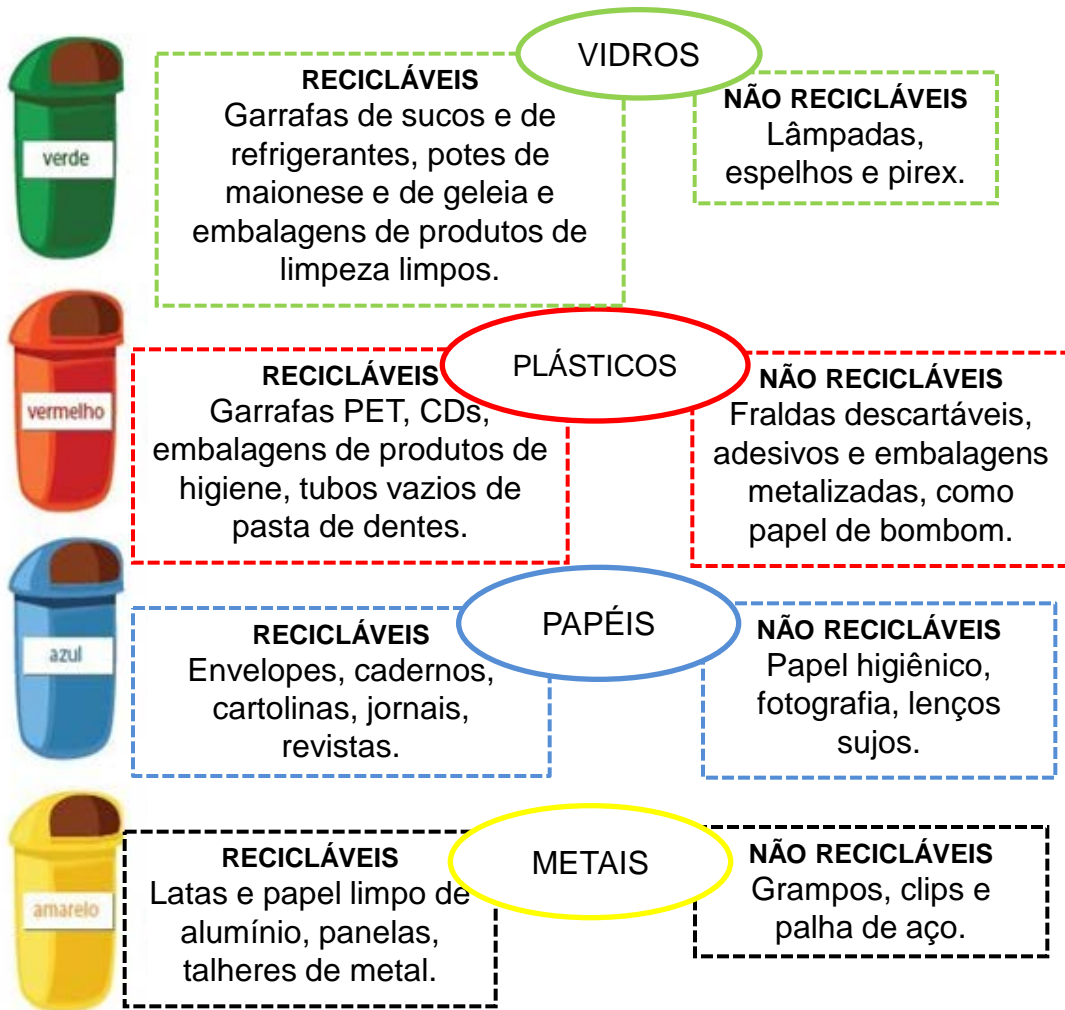 VIDROS
verde
RECICLÁVEIS
Garrafas de sucos e de
refrigerantes, potes de
maionese e de geleia e
embalagens de produtos de
limpeza limpos.
NÃO RECICLÁVEIS
Lâmpadas,
espelhos e pirex.
PLÁSTICOS
vermelho
RECICLÁVEIS
Garrafas PET, CDs,
embalagens de produtos de
higiene, tubos vazios de
pasta de dentes.
NÃO RECICLÁVEIS
Fraldas descartáveis,
adesivos e embalagens
metalizadas, como
papel de bombom.
PAPÉIS
azul
RECICLÁVEIS
Envelopes, cadernos,
cartolinas, jornais,
revistas.
NÃO RECICLÁVEIS
Papel higiênico,
fotografia, lenços
sujos.
METAIS
amarelo
RECICLÁVEIS
Latas e papel limpo de
alumínio, panelas,
talheres de metal.
NÃO RECICLÁVEIS
Grampos, clips e
palha de aço.